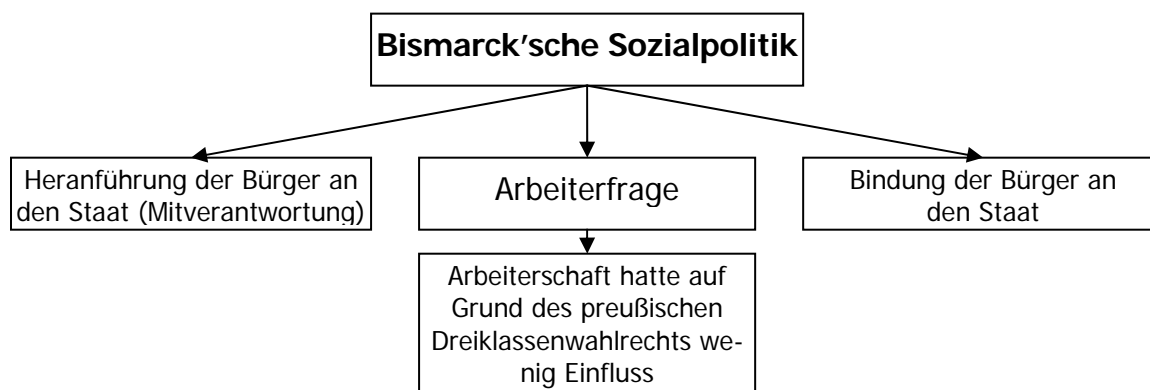 Bismarck'sche Sozialpolitik
Heranführung der Bürger an
den Staat (Mitverantwortung)
Arbeiterfrage
Bindung der Bürger an
den Staat
Arbeiterschaft hatte auf
Grund des preußischen
Dreiklassenwahlrechts we-
nig Einfluss